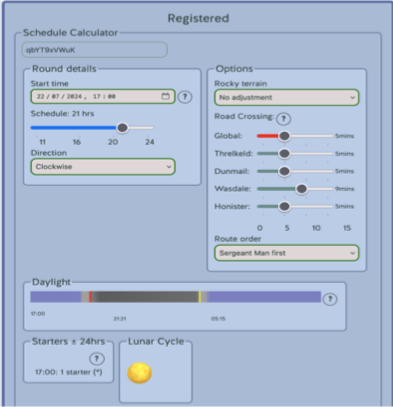 Registered
Schedule Calculator
qbYT9xVWuK
Round details
Start time
22/07/2024, 17:00
?
Schedule: 21 hrs
11 16 20 24
Direction
Clockwise
Options
Rocky terrain
No adjustment
Road Crossing: ?
Global: 5mins
Threlkeld: 5mins
Dunmail: 5mins
Wasdale: 9mins
Honister: 5mins
0 5 10 15
Route order
Sergeant Man first
Daylight
?
17:00
21:21 05:15
Starters ± 24hrs
?
17:00: 1 starter (*)
Lunar Cycle